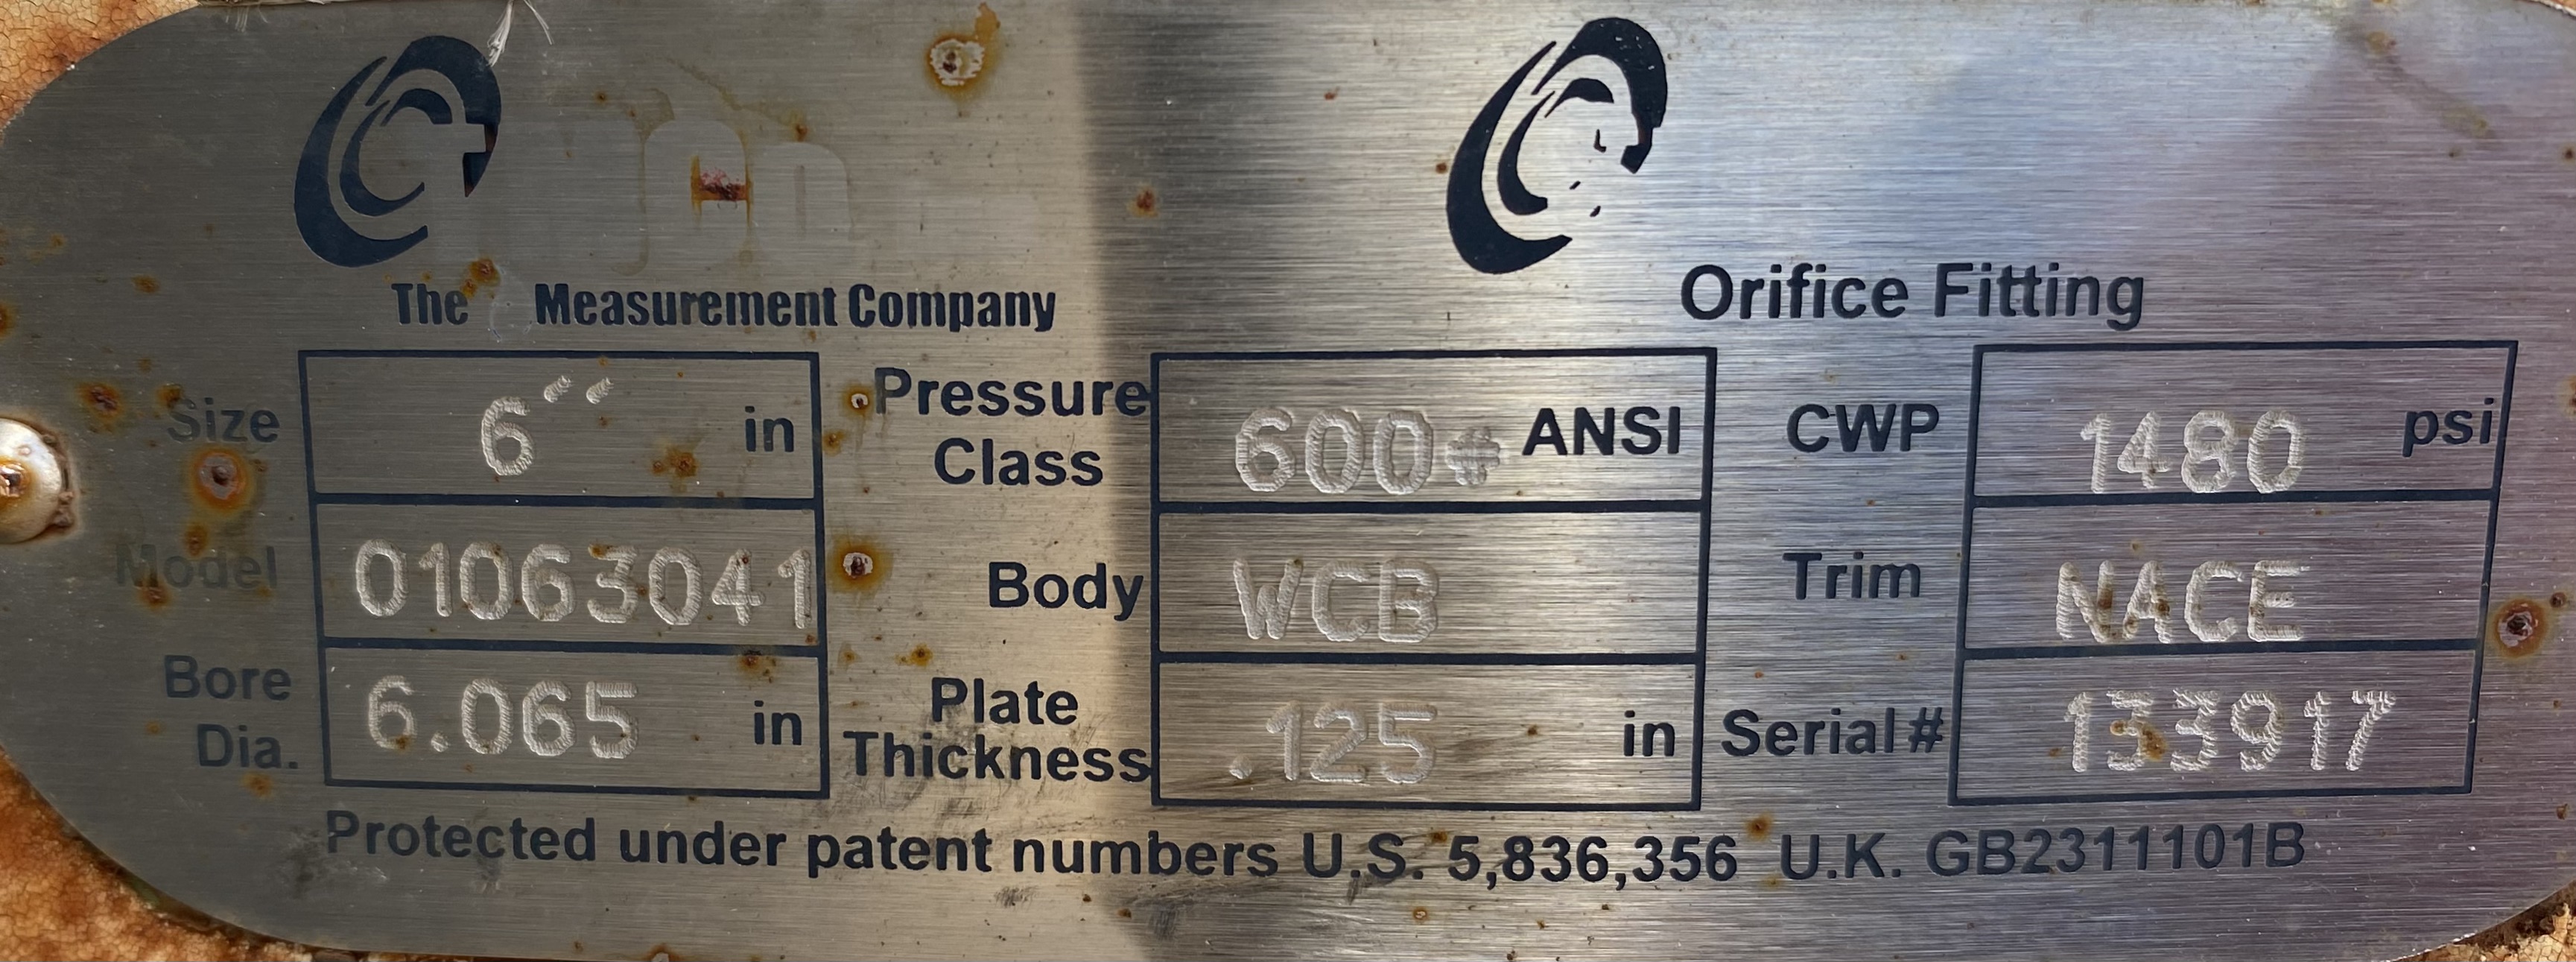 The Measurement Company
Orifice Fitting
Size 6´´ in
Pressure Class 600# ANSI
CWP 1480 psi
Model 01063041
Body WCB
Trim NACE
Bore Dia. 6.065 in
Plate Thickness .125 in
Serial# 133917
Protected under patent numbers U.S. 5,836,356 U.K. GB2311101B